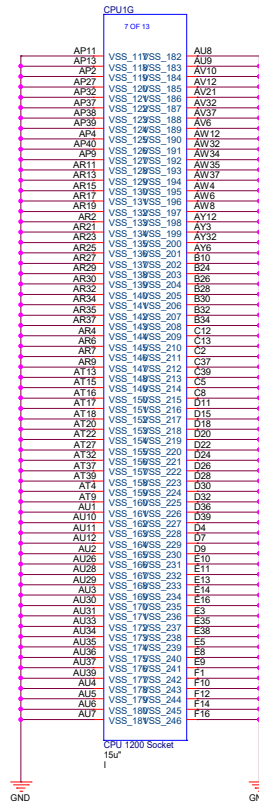 CPU1G
7 OF 13
AP11 VSS_117 VSS_182 AU8
AP13 VSS_118 VSS_183 AU9
AP2 VSS_119 VSS_184 AV10
AP27 VSS_120 VSS_185 AV12
AP32 VSS_121 VSS_186 AV21
AP37 VSS_122 VSS_187 AV32
AP38 VSS_123 VSS_188 AV37
AP39 VSS_124 VSS_189 AV6
AP4 VSS_125 VSS_190 AW12
AP40 VSS_126 VSS_191 AW32
AP9 VSS_127 VSS_192 AW34
AR11 VSS_128 VSS_193 AW35
AR13 VSS_129 VSS_194 AW37
AR15 VSS_130 VSS_195 AW4
AR17 VSS_131 VSS_196 AW6
AR19 VSS_132 VSS_197 AW8
AR2 VSS_133 VSS_198 AY12
AR21 VSS_134 VSS_199 AY3
AR23 VSS_135 VSS_200 AY32
AR25 VSS_136 VSS_201 AY6
AR27 VSS_137 VSS_202 B10
AR29 VSS_138 VSS_203 B24
AR30 VSS_139 VSS_204 B26
AR32 VSS_140 VSS_205 B28
AR34 VSS_141 VSS_206 B30
AR35 VSS_142 VSS_207 B32
AR37 VSS_143 VSS_208 B34
AR4 VSS_144 VSS_209 C12
AR6 VSS_145 VSS_210 C13
AR7 VSS_146 VSS_211 C2
AR9 VSS_147 VSS_212 C37
AT13 VSS_148 VSS_213 C39
AT15 VSS_149 VSS_214 C5
AT16 VSS_150 VSS_215 C8
AT17 VSS_151 VSS_216 D11
AT18 VSS_152 VSS_217 D15
AT20 VSS_153 VSS_218 D18
AT22 VSS_154 VSS_219 D20
AT27 VSS_155 VSS_220 D22
AT32 VSS_156 VSS_221 D24
AT37 VSS_157 VSS_222 D26
AT39 VSS_158 VSS_223 D28
AT4 VSS_159 VSS_224 D30
AT9 VSS_160 VSS_225 D32
AU1 VSS_161 VSS_226 D36
AU10 VSS_162 VSS_227 D39
AU11 VSS_163 VSS_228 D4
AU12 VSS_164 VSS_229 D7
AU2 VSS_165 VSS_230 D9
AU26 VSS_166 VSS_231 E10
AU28 VSS_167 VSS_232 E11
AU29 VSS_168 VSS_233 E13
AU3 VSS_169 VSS_234 E14
AU30 VSS_170 VSS_235 E16
AU31 VSS_171 VSS_236 E3
AU33 VSS_172 VSS_237 E35
AU34 VSS_173 VSS_238 E38
AU35 VSS_174 VSS_239 E5
AU36 VSS_175 VSS_240 E8
AU37 VSS_176 VSS_241 E9
AU39 VSS_177 VSS_242 F1
AU4 VSS_178 VSS_243 F10
AU5 VSS_179 VSS_244 F12
AU6 VSS_180 VSS_245 F14
AU7 VSS_181 VSS_246 F16
CPU 1200 Socket
15u"
I
GND